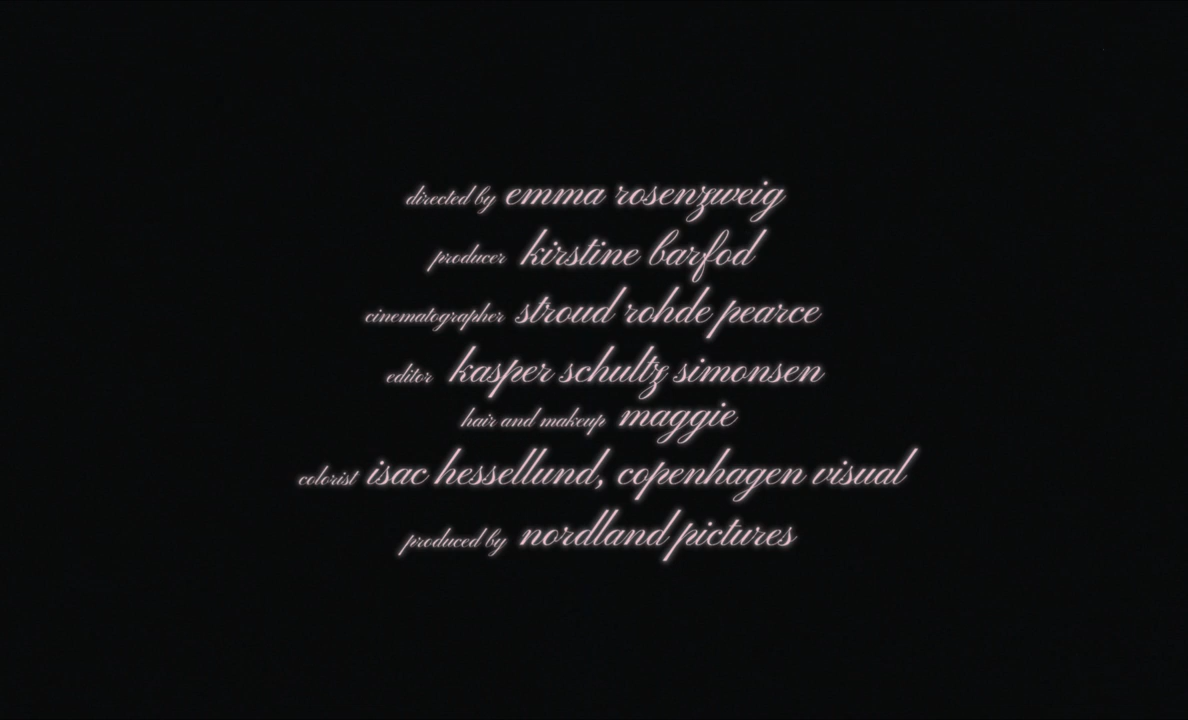 directed by emma rosenzweig
producer kirstine barfod
cinematographer stroud rohde pearce
editor kasper schultz simonsen
hair and makeup maggie
colorist isac hessellund, copenhagen visual
produced by nordland pictures